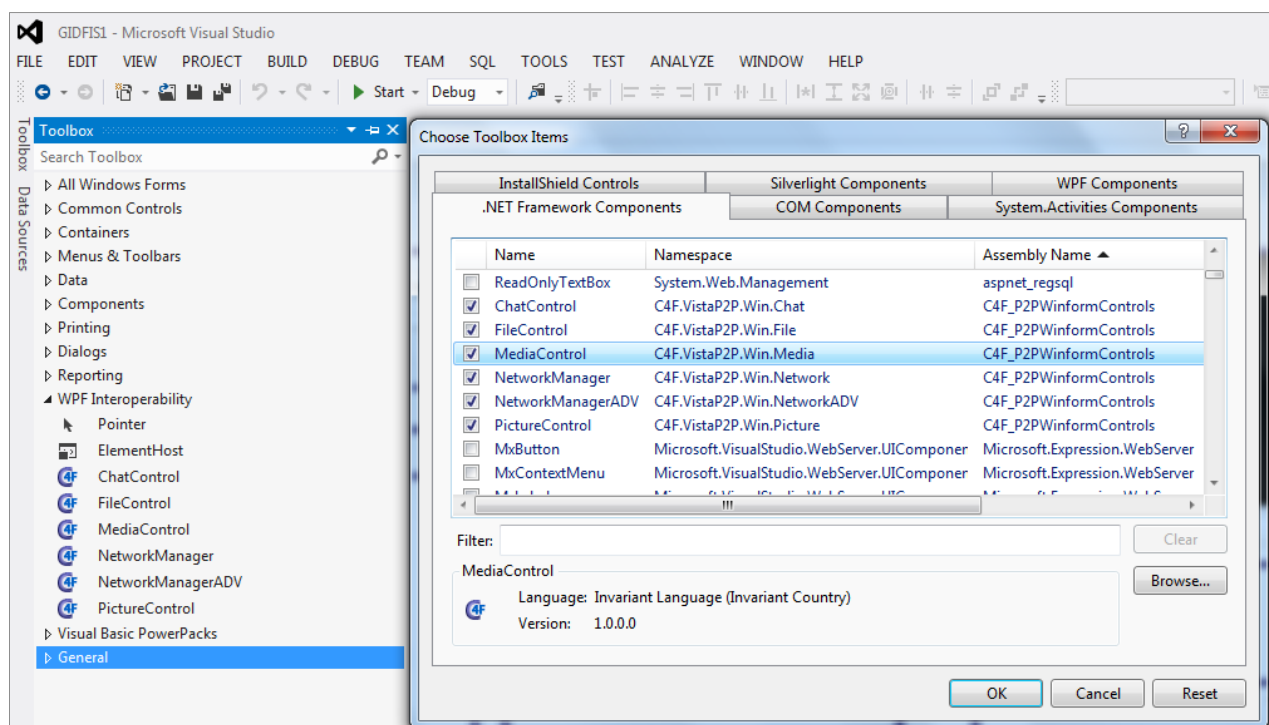 GIDFIS1 - Microsoft Visual Studio
FILE EDIT VIEW PROJECT BUILD DEBUG TEAM SQL TOOLS TEST ANALYZE WINDOW HELP
Start Debug
Toolbox
Data Sources
Toolbox
Search Toolbox
All Windows Forms
Common Controls
Containers
Menus & Toolbars
Data
Components
Printing
Dialogs
Reporting
WPF Interoperability
Pointer
ElementHost
ChatControl
FileControl
MediaControl
NetworkManager
NetworkManagerADV
PictureControl
Visual Basic PowerPacks
General
Choose Toolbox Items
InstallShield Controls Silverlight Components WPF Components
.NET Framework Components COM Components System.Activities Components
Name Namespace Assembly Name
ReadOnlyTextBox System.Web.Management aspnet_regsql
ChatControl C4F.VistaP2P.Win.Chat C4F_P2PWinformControls
FileControl C4F.VistaP2P.Win.File C4F_P2PWinformControls
MediaControl C4F.VistaP2P.Win.Media C4F_P2PWinformControls
NetworkManager C4F.VistaP2P.Win.Network C4F_P2PWinformControls
NetworkManagerADV C4F.VistaP2P.Win.NetworkADV C4F_P2PWinformControls
PictureControl C4F.VistaP2P.Win.Picture C4F_P2PWinformControls
MxButton Microsoft.VisualStudio.WebServer.UIComponer Microsoft.Expression.WebServer
MxContextMenu Microsoft.VisualStudio.WebServer.UIComponer Microsoft.Expression.WebServer
Filter:
Clear
MediaControl
Browse...
Language: Invariant Language (Invariant Country)
Version: 1.0.0.0
OK Cancel Reset